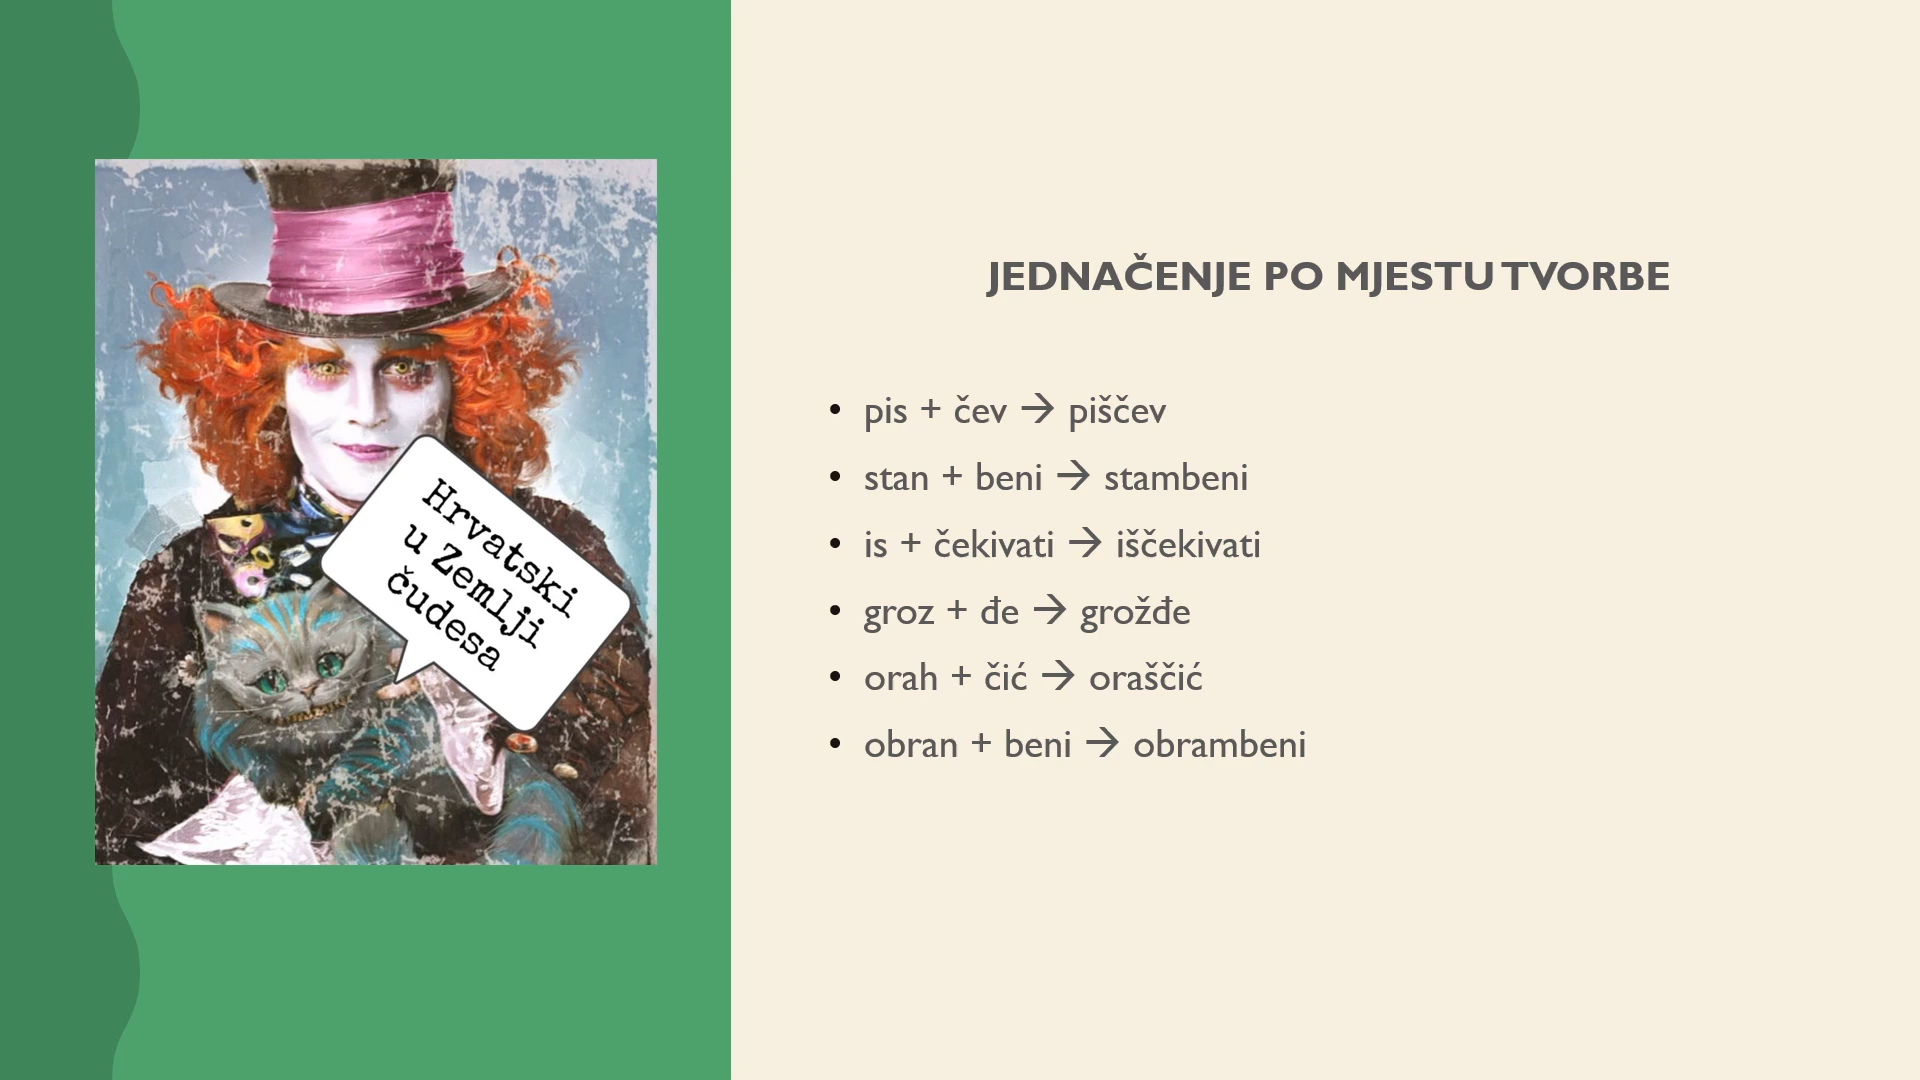 Hrvatski
u Zemlji
čudesa
JEDNAČENJE PO MJESTU TVORBE
• pis + čev → piščev
• stan + beni → stambeni
• is + čekivati → iščekivati
• groz + đe → grožđe
• orah + čić → oraščić
• obran + beni → obrambeni